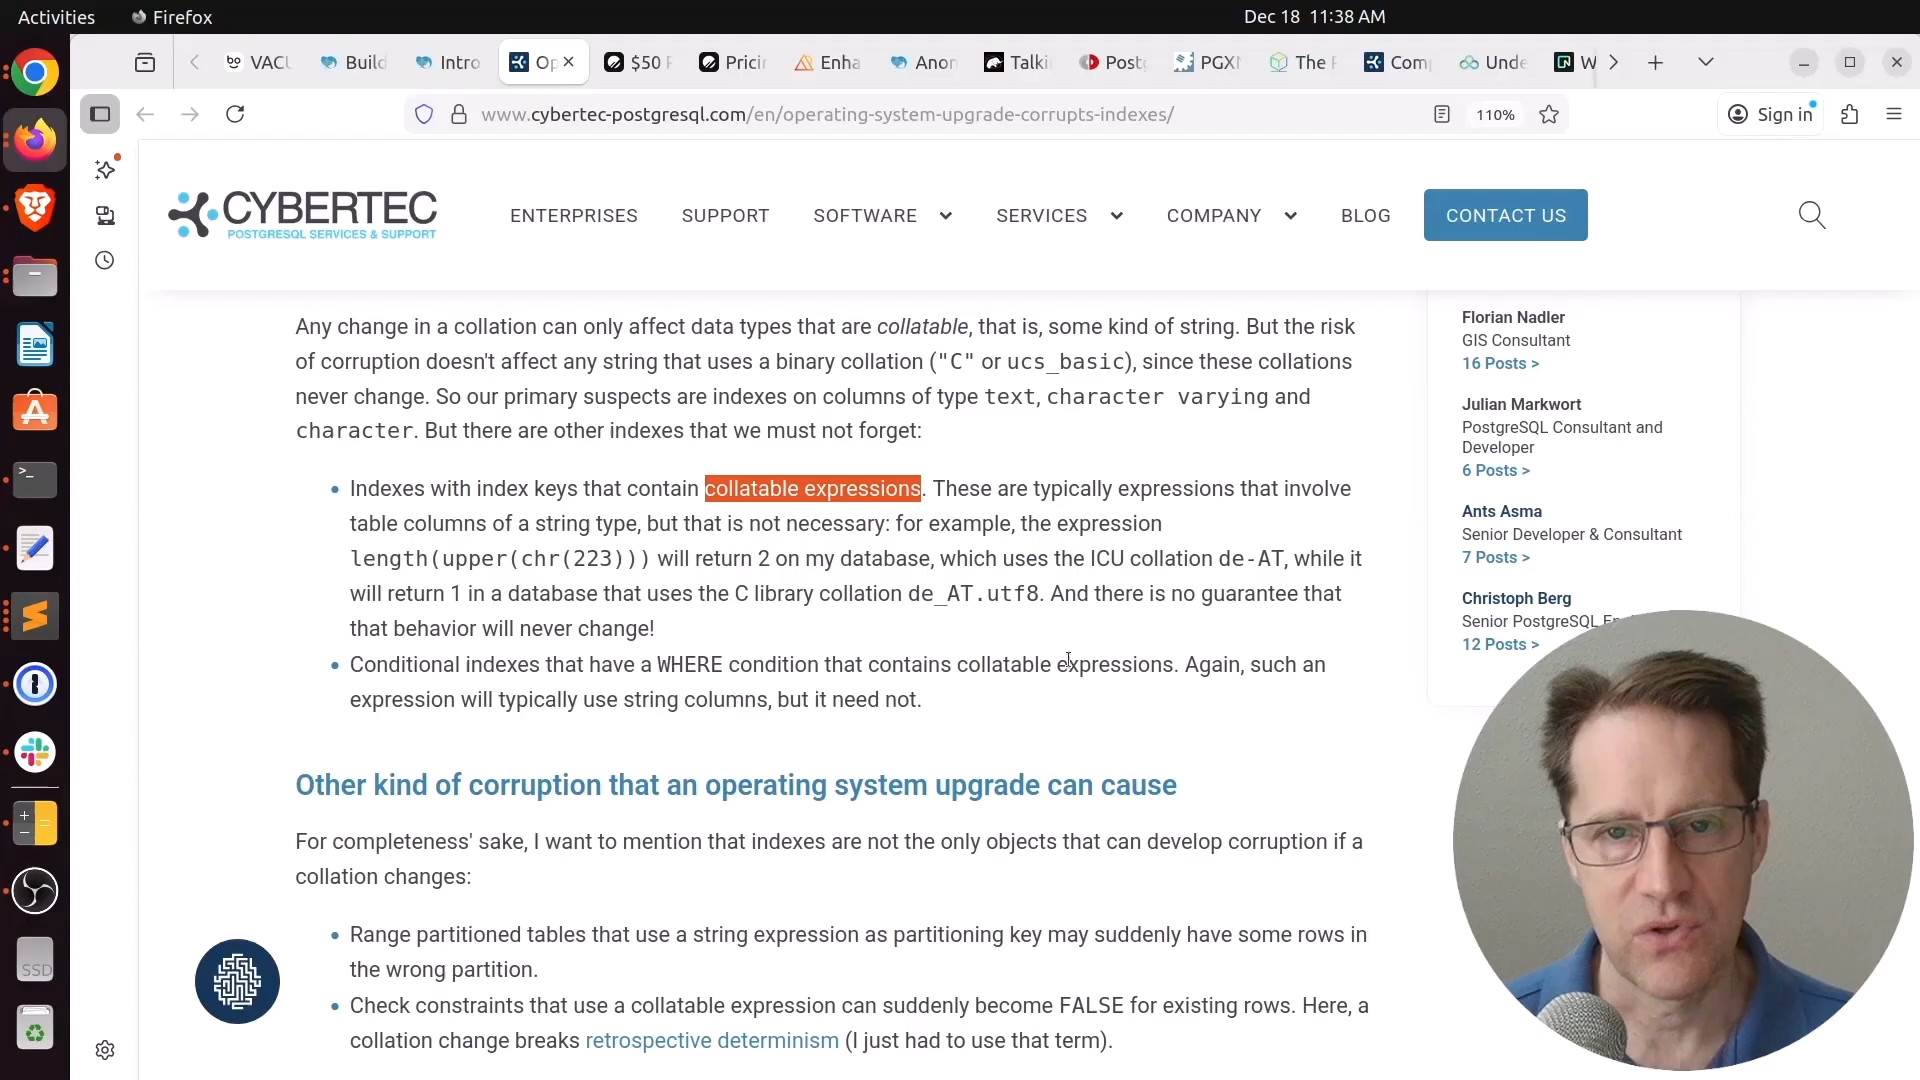 Activities
Firefox
Dec 18 11:38 AM
VACU
Build
Intro
Op
$50 P
Pricin
Enha
Anon
Talki
Postg
PGXN
The P
Comp
Unde
W
www.cybertec-postgresql.com/en/operating-system-upgrade-corrupts-indexes/
110%
Sign in
CYBERTEC
POSTGRESQL SERVICES & SUPPORT
ENTERPRISES
SUPPORT
SOFTWARE
SERVICES
COMPANY
BLOG
CONTACT US
Any change in a collation can only affect data types that are collatable, that is, some kind of string. But the risk
of corruption doesn't affect any string that uses a binary collation ("C" or ucs_basic), since these collations
never change. So our primary suspects are indexes on columns of type text, character varying and
character. But there are other indexes that we must not forget:
Indexes with index keys that contain collatable expressions. These are typically expressions that involve
table columns of a string type, but that is not necessary: for example, the expression
length(upper(chr(223))) will return 2 on my database, which uses the ICU collation de-AT, while it
will return 1 in a database that uses the C library collation de_AT.utf8. And there is no guarantee that
that behavior will never change!
Conditional indexes that have a WHERE condition that contains collatable expressions. Again, such an
expression will typically use string columns, but it need not.
Other kind of corruption that an operating system upgrade can cause
For completeness' sake, I want to mention that indexes are not the only objects that can develop corruption if a
collation changes:
Range partitioned tables that use a string expression as partitioning key may suddenly have some rows in
the wrong partition.
Check constraints that use a collatable expression can suddenly become FALSE for existing rows. Here, a
collation change breaks retrospective determinism (I just had to use that term).
Florian Nadler
GIS Consultant
16 Posts >
Julian Markwort
PostgreSQL Consultant and
Developer
6 Posts >
Ants Asma
Senior Developer & Consultant
7 Posts >
Christoph Berg
Senior PostgreSQL
12 Posts >
SSD